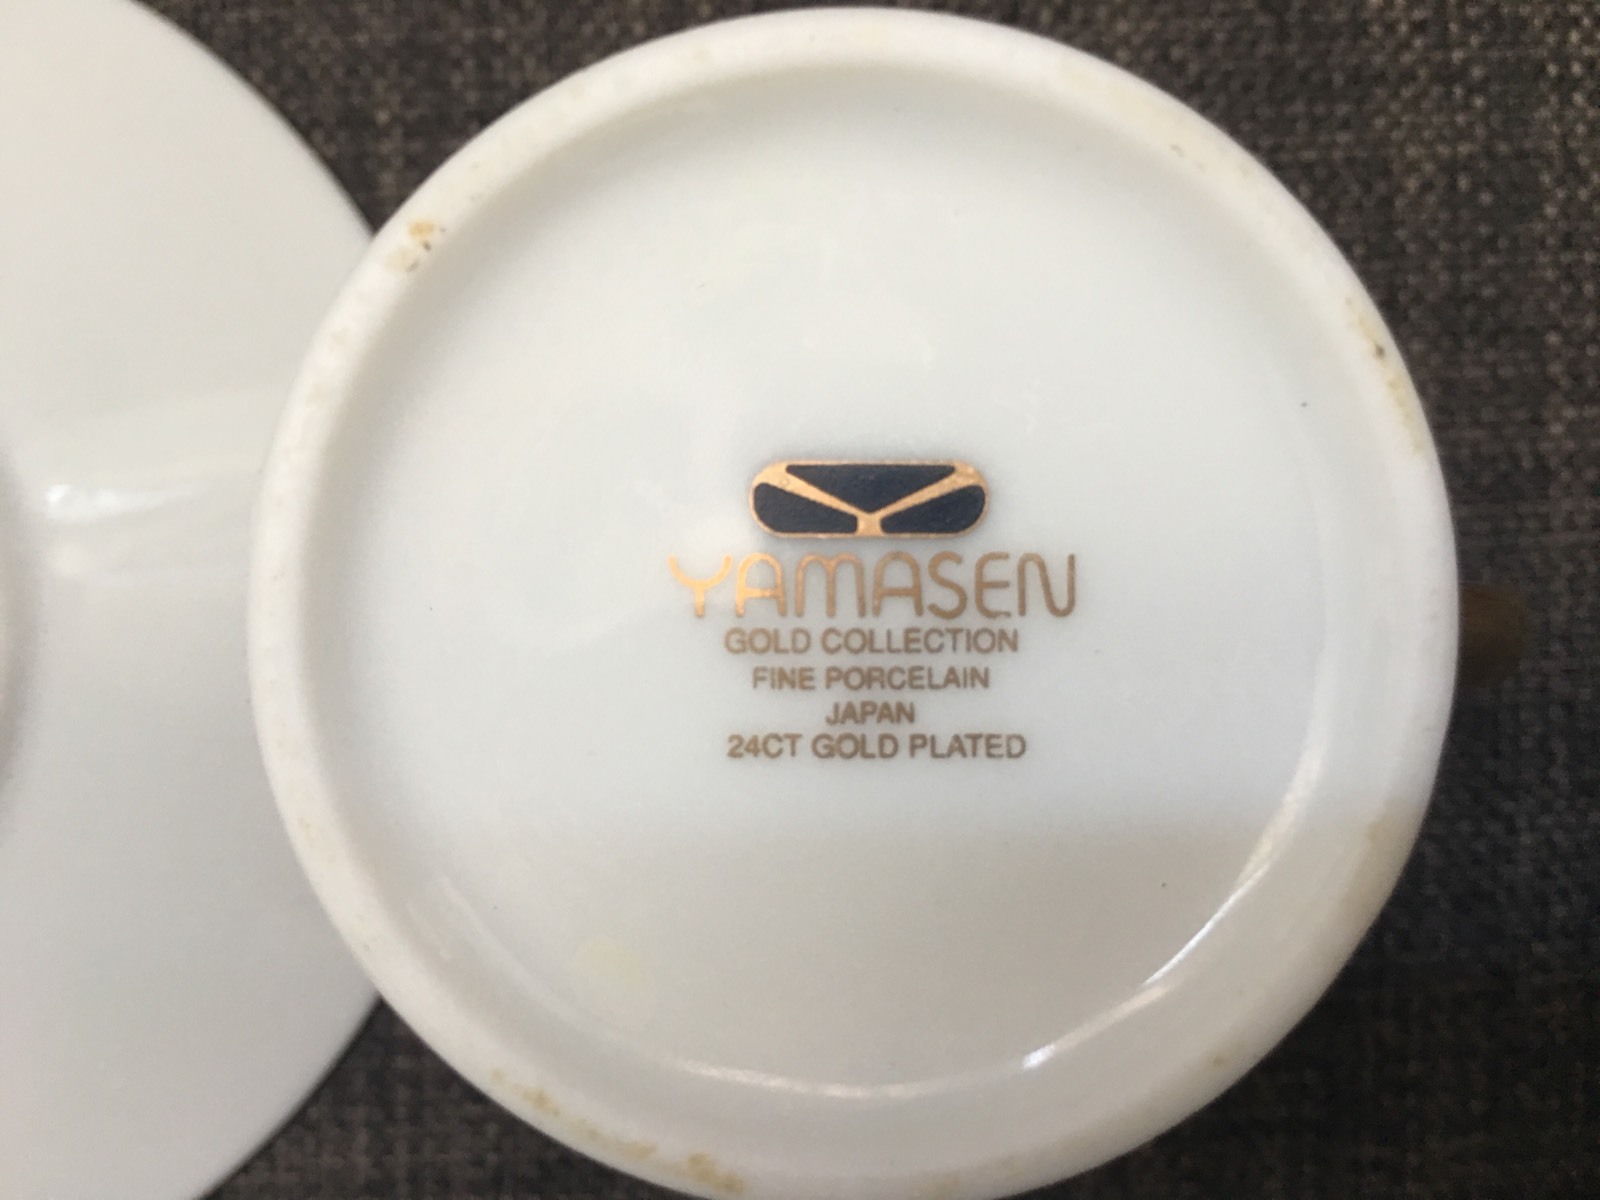 YAMASEN
GOLD COLLECTION
FINE PORCELAIN
JAPAN
24CT GOLD PLATED